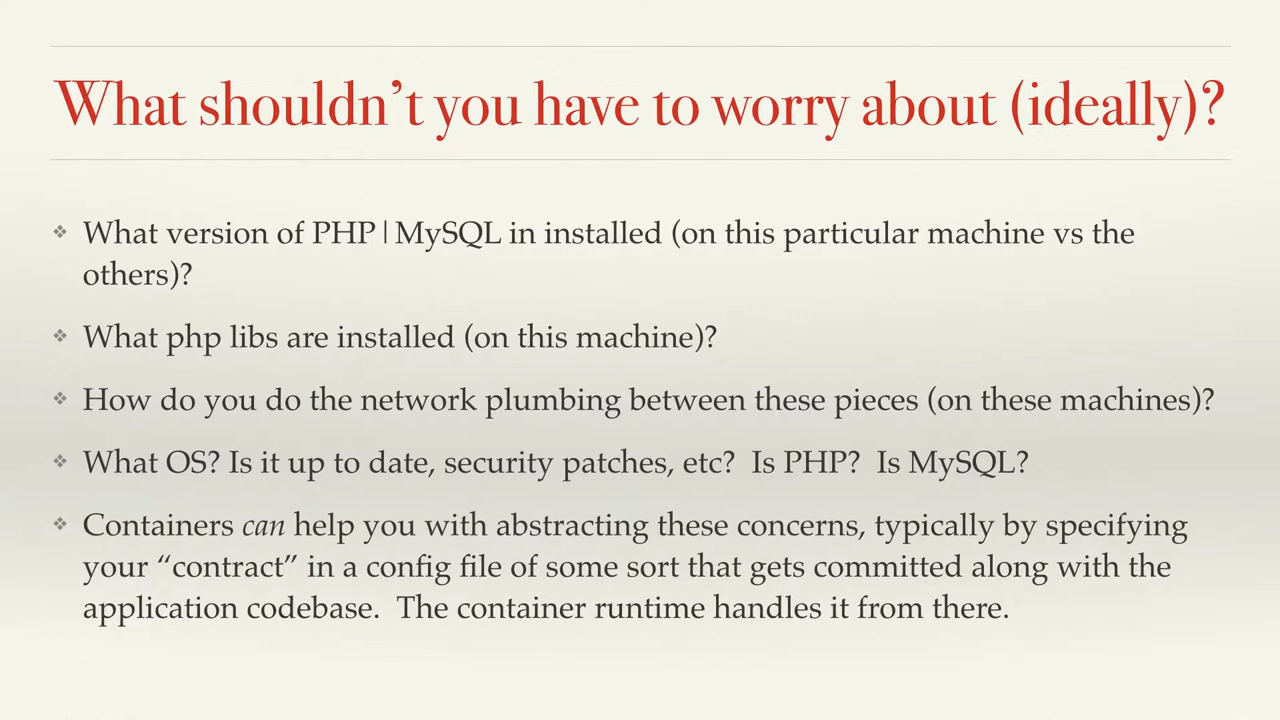 What shouldn’t you have to worry about (ideally)?
❖ What version of PHP|MySQL in installed (on this particular machine vs the
others)?
❖ What php libs are installed (on this machine)?
❖ How do you do the network plumbing between these pieces (on these machines)?
❖ What OS? Is it up to date, security patches, etc?  Is PHP?  Is MySQL?
❖ Containers can help you with abstracting these concerns, typically by specifying
your “contract” in a config file of some sort that gets committed along with the
application codebase.  The container runtime handles it from there.